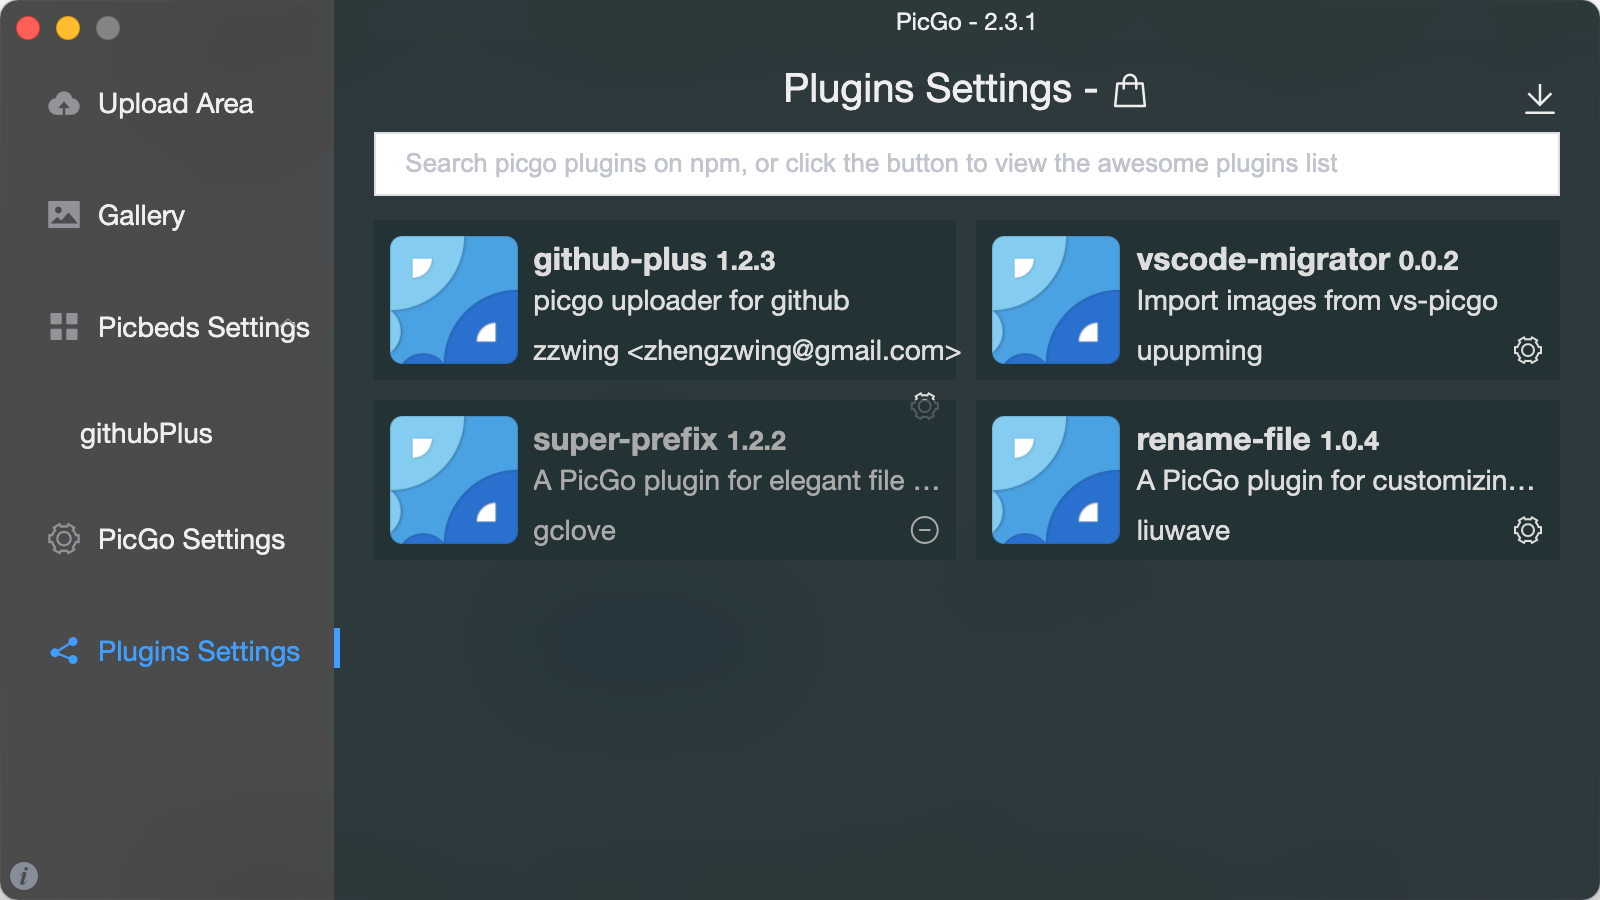 PicGo - 2.3.1
Upload Area
Gallery
Picbeds Settings
githubPlus
PicGo Settings
Plugins Settings
Plugins Settings -
Search picgo plugins on npm, or click the button to view the awesome plugins list
github-plus 1.2.3
picgo uploader for github
zzwing <zhengzwing@gmail.com>
vscode-migrator 0.0.2
Import images from vs-picgo
upupming
super-prefix 1.2.2
A PicGo plugin for elegant file ...
gclove
rename-file 1.0.4
A PicGo plugin for customizin...
liuwave